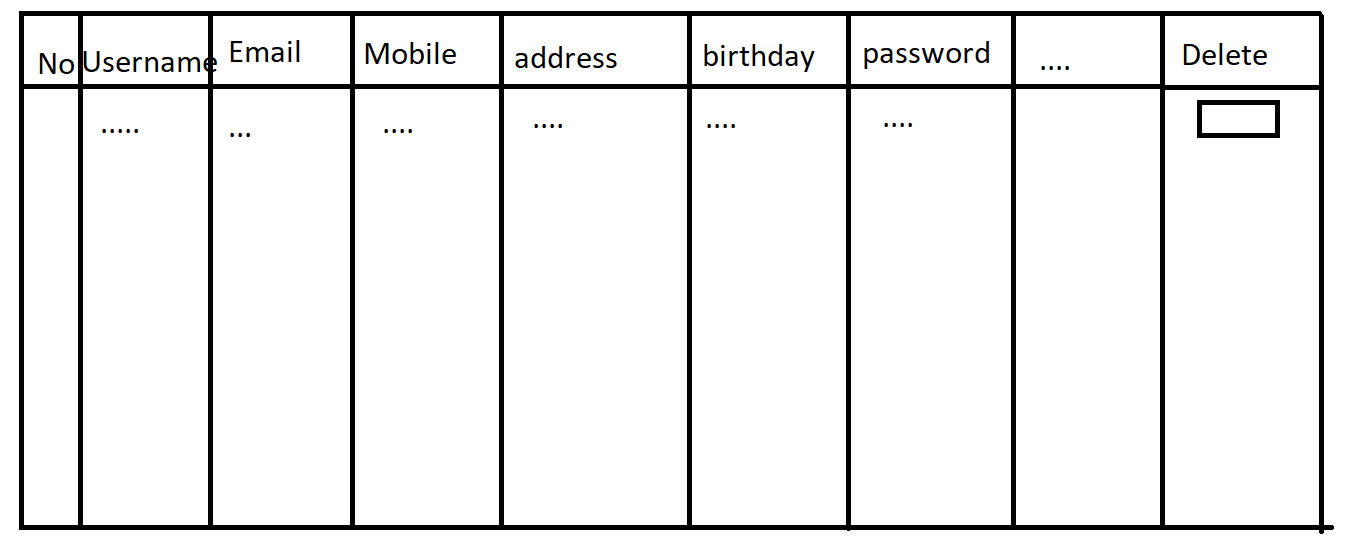 No Username Email Mobile address birthday password .... Delete
..... ... .... .... .... ....